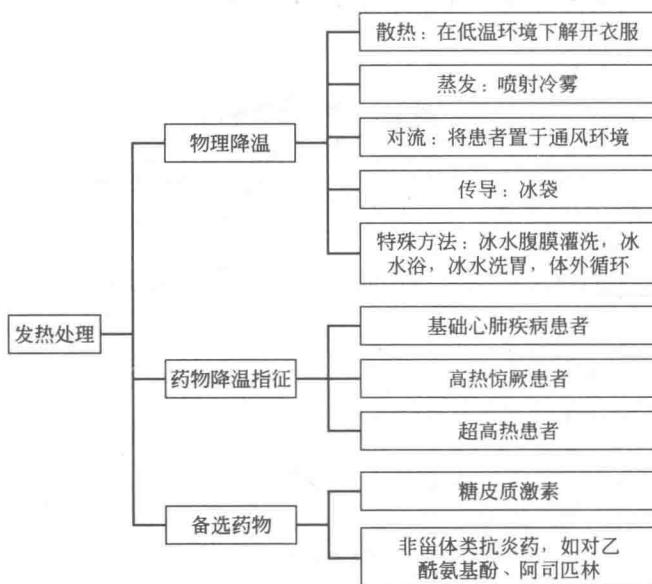 发热处理
物理降温
散热：在低温环境下解开衣服
蒸发：喷射冷雾
对流：将患者置于通风环境
传导：冰袋
特殊方法：冰水腹膜灌洗，冰
水浴，冰水洗胃，体外循环
药物降温指征
基础心肺疾病患者
高热惊厥患者
超高热患者
备选药物
糖皮质激素
非甾体类抗炎药，如对乙
酰氨基酚、阿司匹林